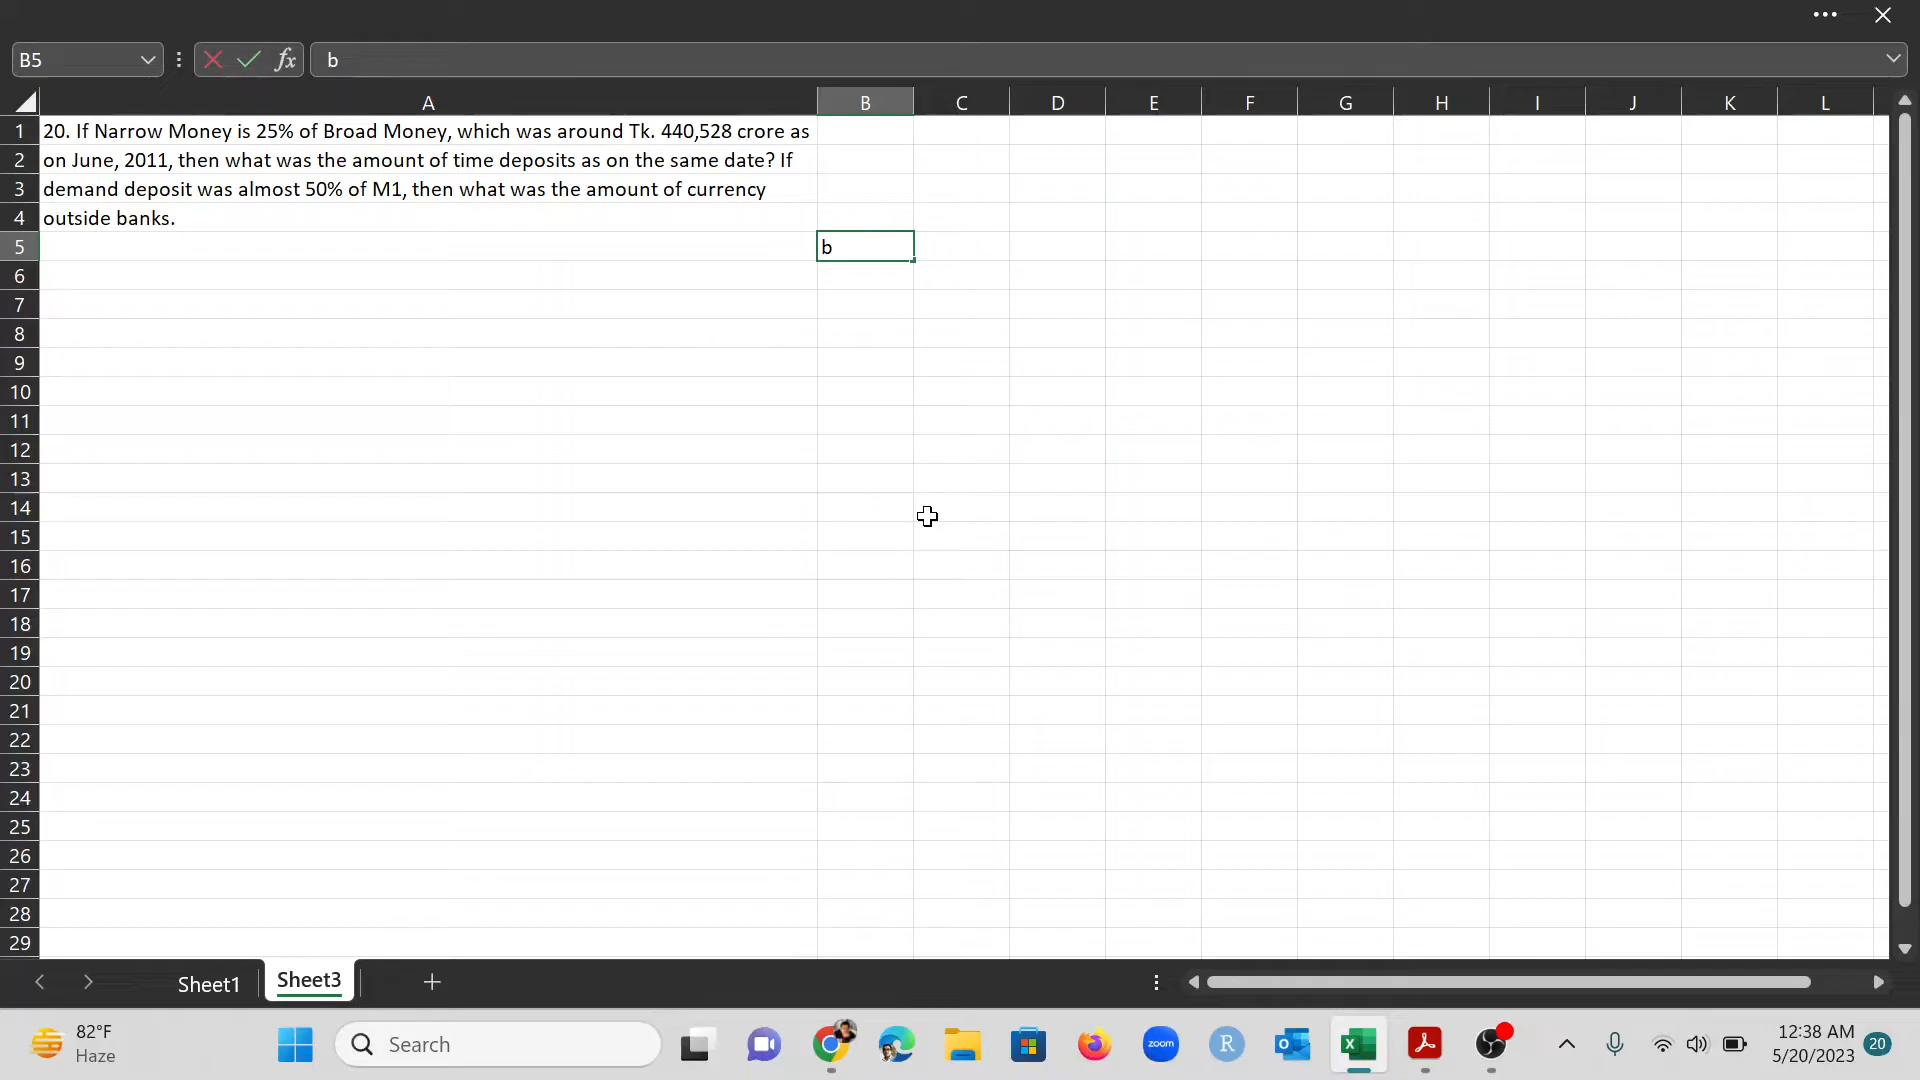 B5
fx
b
A B C D E F G H I J K L
1 20. If Narrow Money is 25% of Broad Money, which was around Tk. 440,528 crore as
2 on June, 2011, then what was the amount of time deposits as on the same date? If
3 demand deposit was almost 50% of M1, then what was the amount of currency
4 outside banks.
5 b
6
7
8
9
10
11
12
13
14
15
16
17
18
19
20
21
22
23
24
25
26
27
28
29
Sheet1 Sheet3
82°F
Haze
Search
zoom
R
12:38 AM
5/20/2023
20